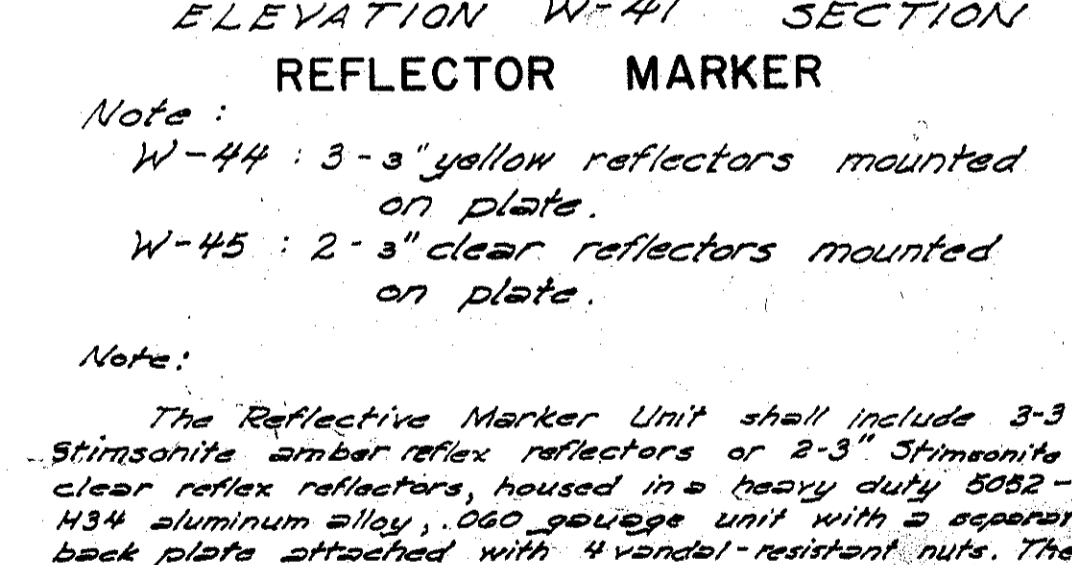 ELEVATION W-41 SECTION
REFLECTOR MARKER
Note :
W-44 : 3-3" yellow reflectors mounted
on plate.
W-45 : 2-3" clear reflectors mounted
on plate.
Note:
The Reflective Marker Unit shall include 3-3
Stimsonite amber reflex reflectors or 2-3" Stimsonite
clear reflex reflectors, housed in a heavy duty 5052-
H34 aluminum alloy, .060 gauage unit with a separat
back plate attached with 4 vandal-resistant nuts. The